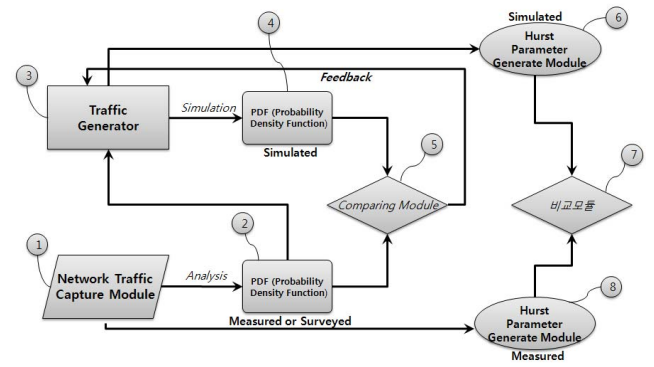 Simulated
6
Hurst
Parameter
Generate Module
4
3
Feedback
Traffic
Generator
Simulation
PDF (Probability
Density Function)
Simulated
5
7
Comparing Module
비교모듈
2
1
Network Traffic
Capture Module
Analysis
PDF (Probability
Density Function)
Measured or Surveyed
8
Hurst
Parameter
Generate Module
Measured